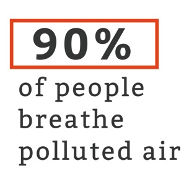 90%
of people
breathe
polluted air